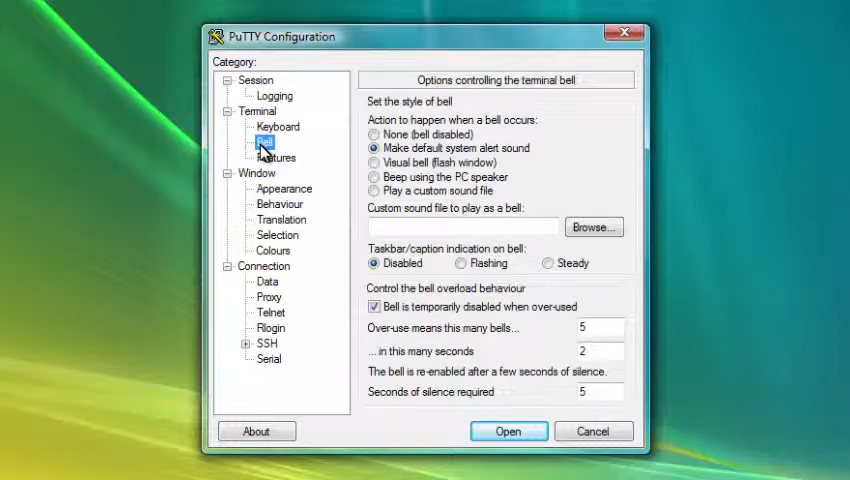 PuTTY Configuration
Category:
Session
Logging
Terminal
Keyboard
Bell
Features
Window
Appearance
Behaviour
Translation
Selection
Colours
Connection
Data
Proxy
Telnet
Rlogin
SSH
Serial
Options controlling the terminal bell
Set the style of bell
Action to happen when a bell occurs:
None (bell disabled)
Make default system alert sound
Visual bell (flash window)
Beep using the PC speaker
Play a custom sound file
Custom sound file to play as a bell:
Browse...
Taskbar/caption indication on bell:
Disabled Flashing Steady
Control the bell overload behaviour
Bell is temporarily disabled when over-used
Over-use means this many bells... 5
... in this many seconds 2
The bell is re-enabled after a few seconds of silence.
Seconds of silence required 5
About Open Cancel